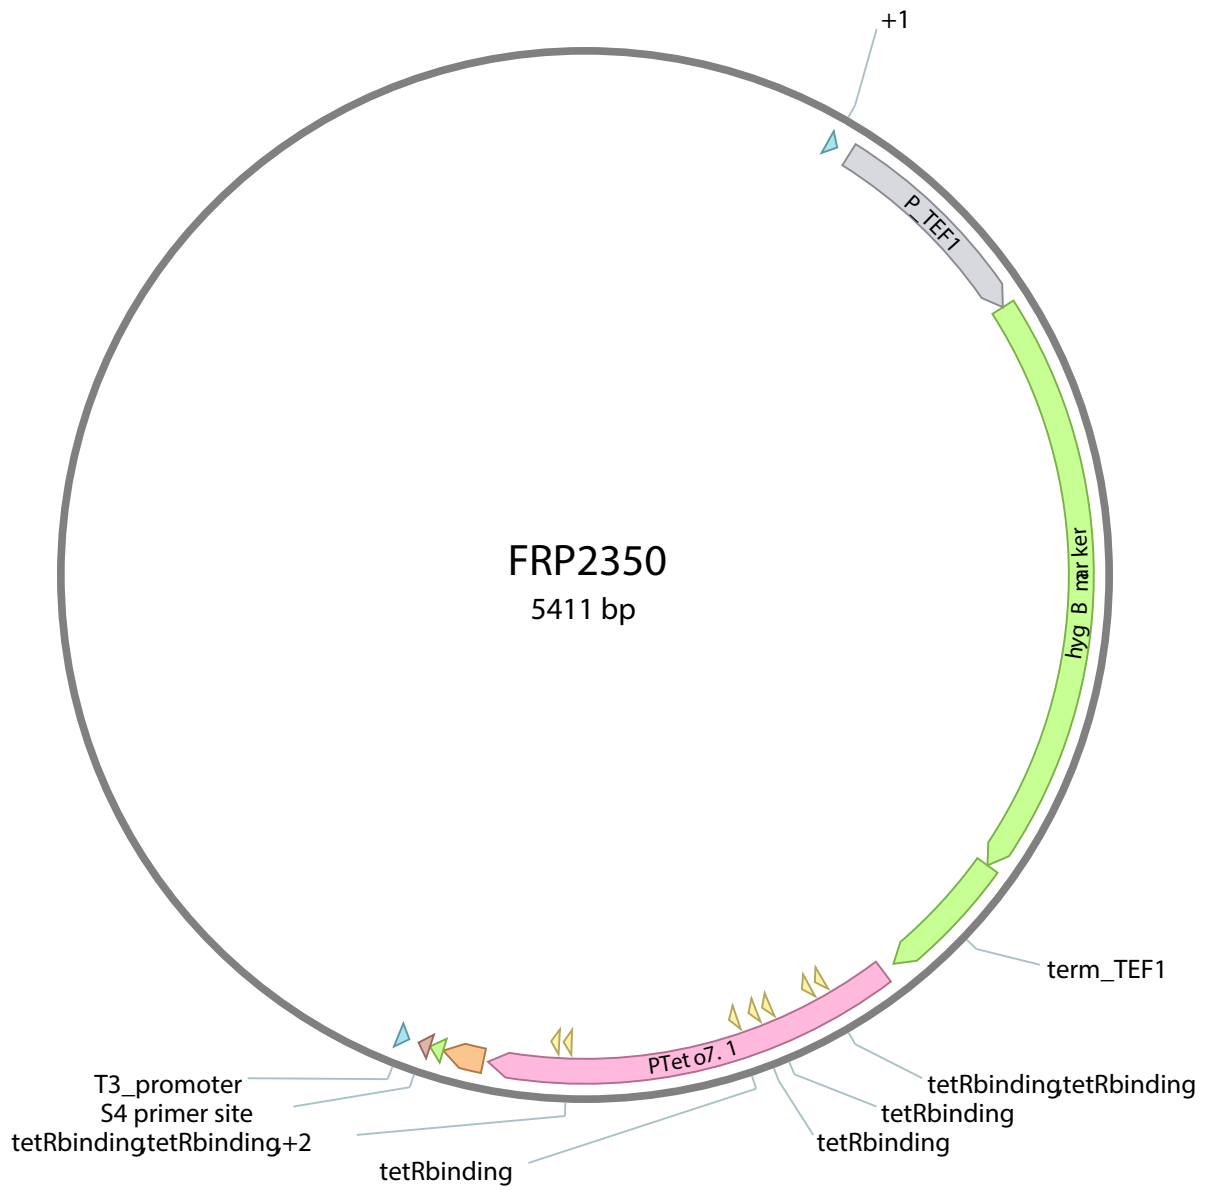 +1
P_TEF1
FRP2350
5411 bp
hyg B marker
term_TEF1
PTet o7. 1
T3_promoter
tetRbinding,tetRbinding
S4 primer site
tetRbinding
tetRbinding,tetRbinding,+2
tetRbinding
tetRbinding